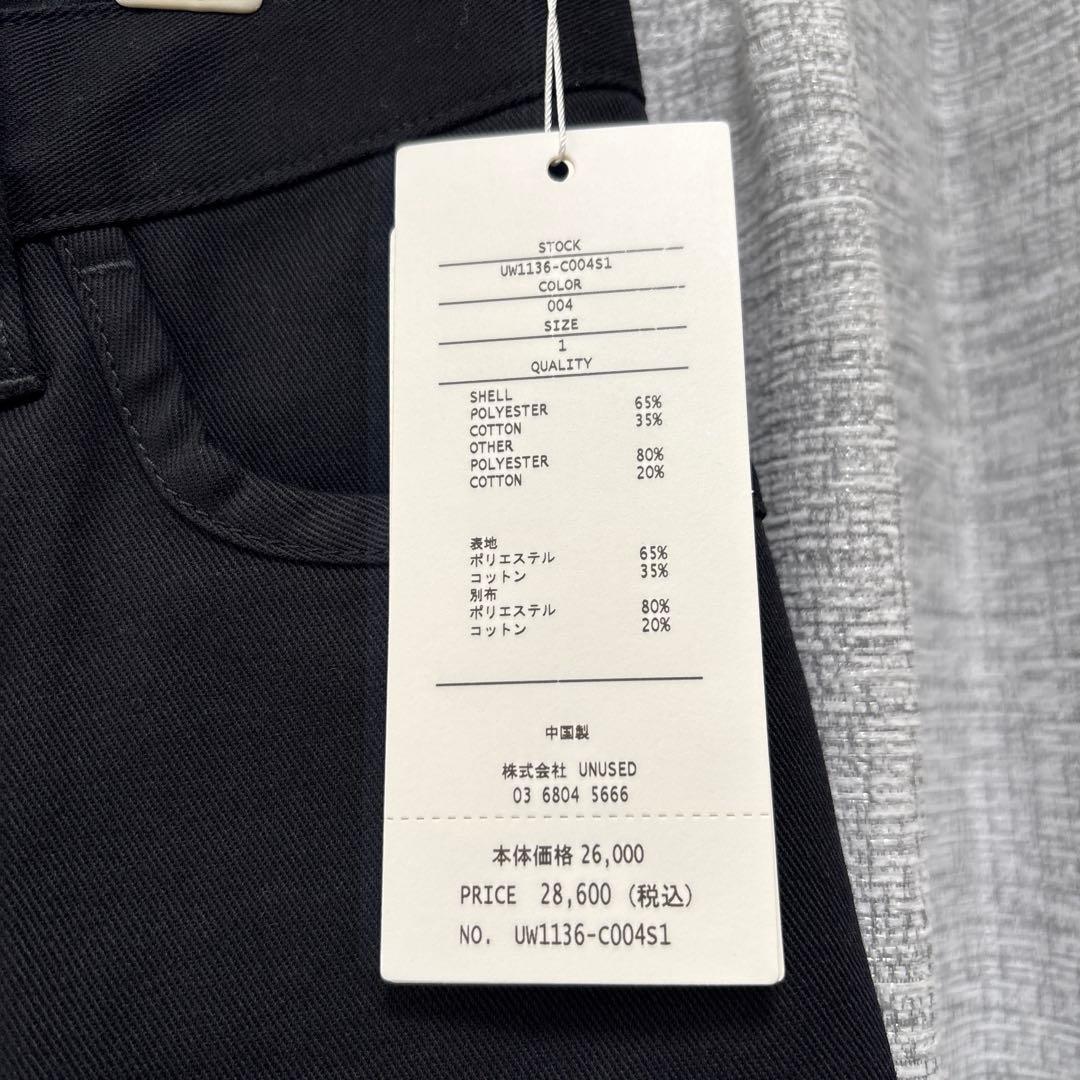 STOCK
UW1136-C004S1
COLOR
004
SIZE
1
QUALITY
SHELL
POLYESTER 65%
COTTON 35%
OTHER
POLYESTER 80%
COTTON 20%
表地
ポリエステル 65%
コットン 35%
別布
ポリエステル 80%
コットン 20%
中国製
株式会社 UNUSED
03 6804 5666
本体価格 26,000
PRICE 28,600 (税込)
NO. UW1136-C004S1